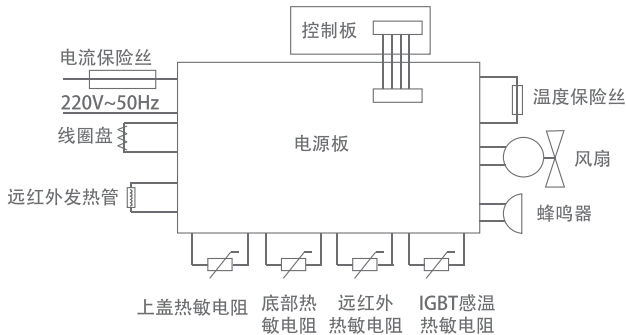 控制板
电流保险丝
220V~50Hz
线圈盘
远红外发热管
电源板
温度保险丝
风扇
蜂鸣器
上盖热敏电阻
底部热
敏电阻
远红外
热敏电阻
IGBT感温
热敏电阻